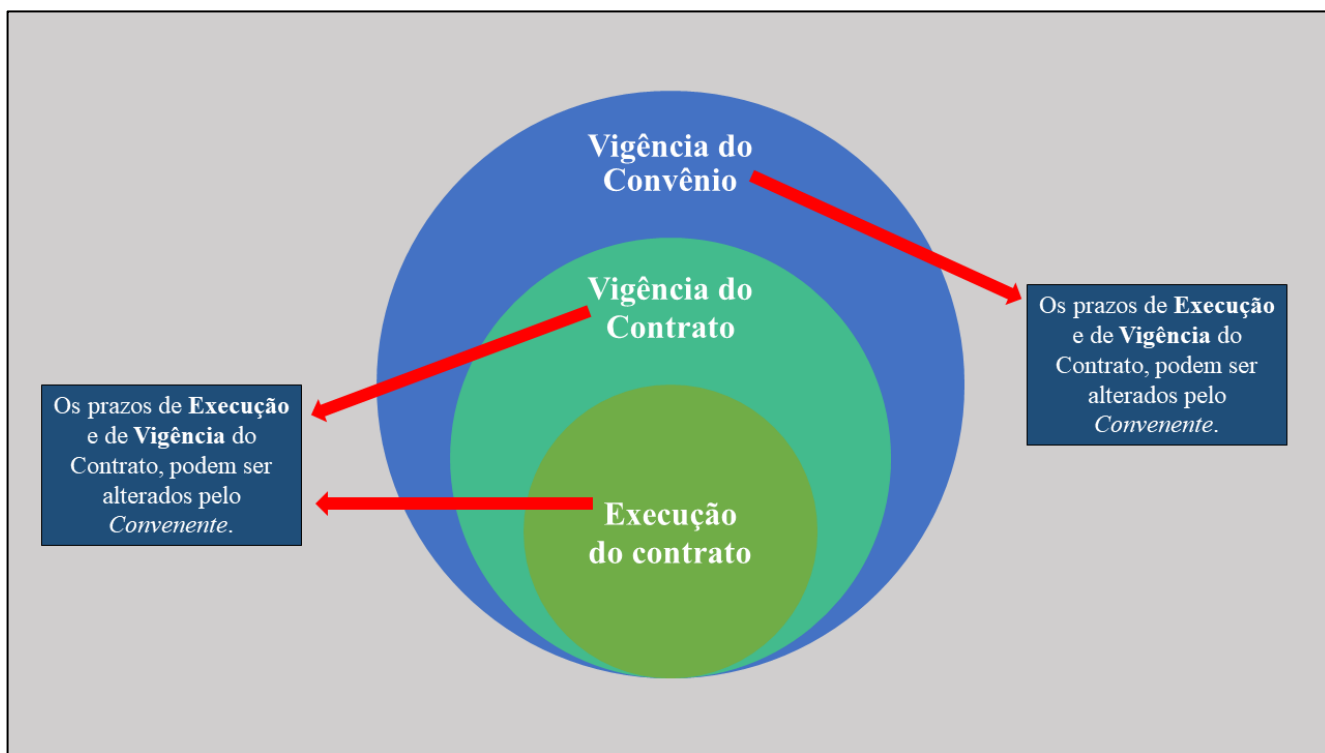 Vigência do
Convênio
Vigência do
Contrato
Os prazos de Execução
e de Vigência do
Contrato, podem ser
alterados pelo
Convenente.
Os prazos de Execução
e de Vigência do
Contrato, podem ser
alterados pelo
Convenente.
Execução
do contrato